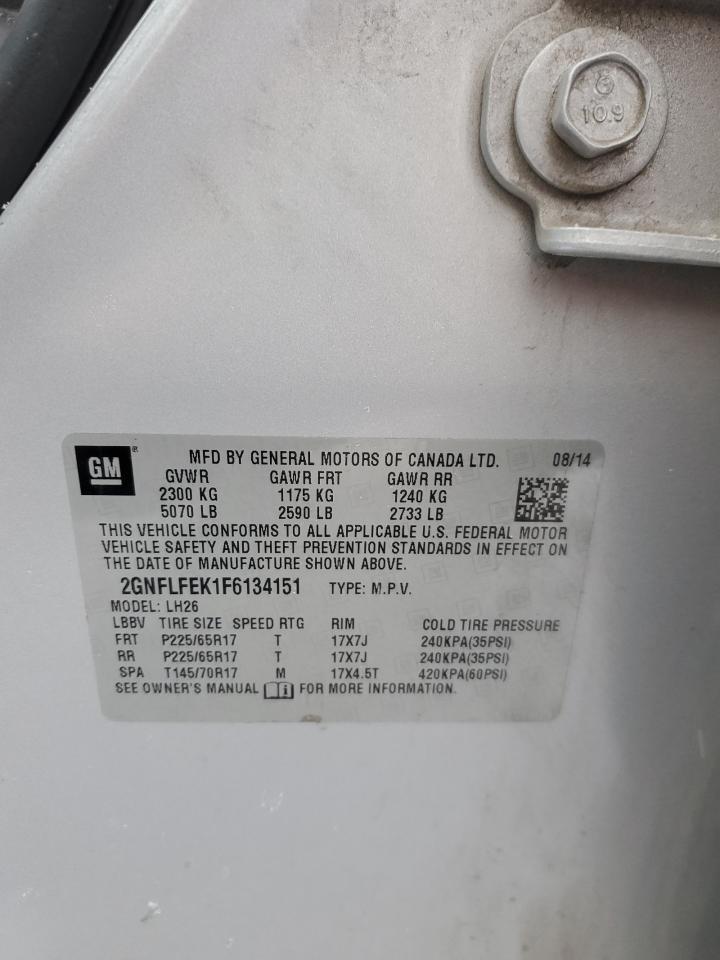 10.9
GM ® MFD BY GENERAL MOTORS OF CANADA LTD. 08/14
GVWR GAWR FRT GAWR RR
2300 KG 1175 KG 1240 KG
5070 LB 2590 LB 2733 LB
THIS VEHICLE CONFORMS TO ALL APPLICABLE U.S. FEDERAL MOTOR
VEHICLE SAFETY AND THEFT PREVENTION STANDARDS IN EFFECT ON
THE DATE OF MANUFACTURE SHOWN ABOVE.
2GNFLFEK1F6134151 TYPE: M.P.V.
MODEL: LH26
LBBV TIRE SIZE SPEED RTG RIM COLD TIRE PRESSURE
FRT P225/65R17 T 17X7J 240KPA(35PSI)
RR P225/65R17 T 17X7J 240KPA(35PSI)
SPA T145/70R17 M 17X4.5T 420KPA(60PSI)
SEE OWNER'S MANUAL FOR MORE INFORMATION.